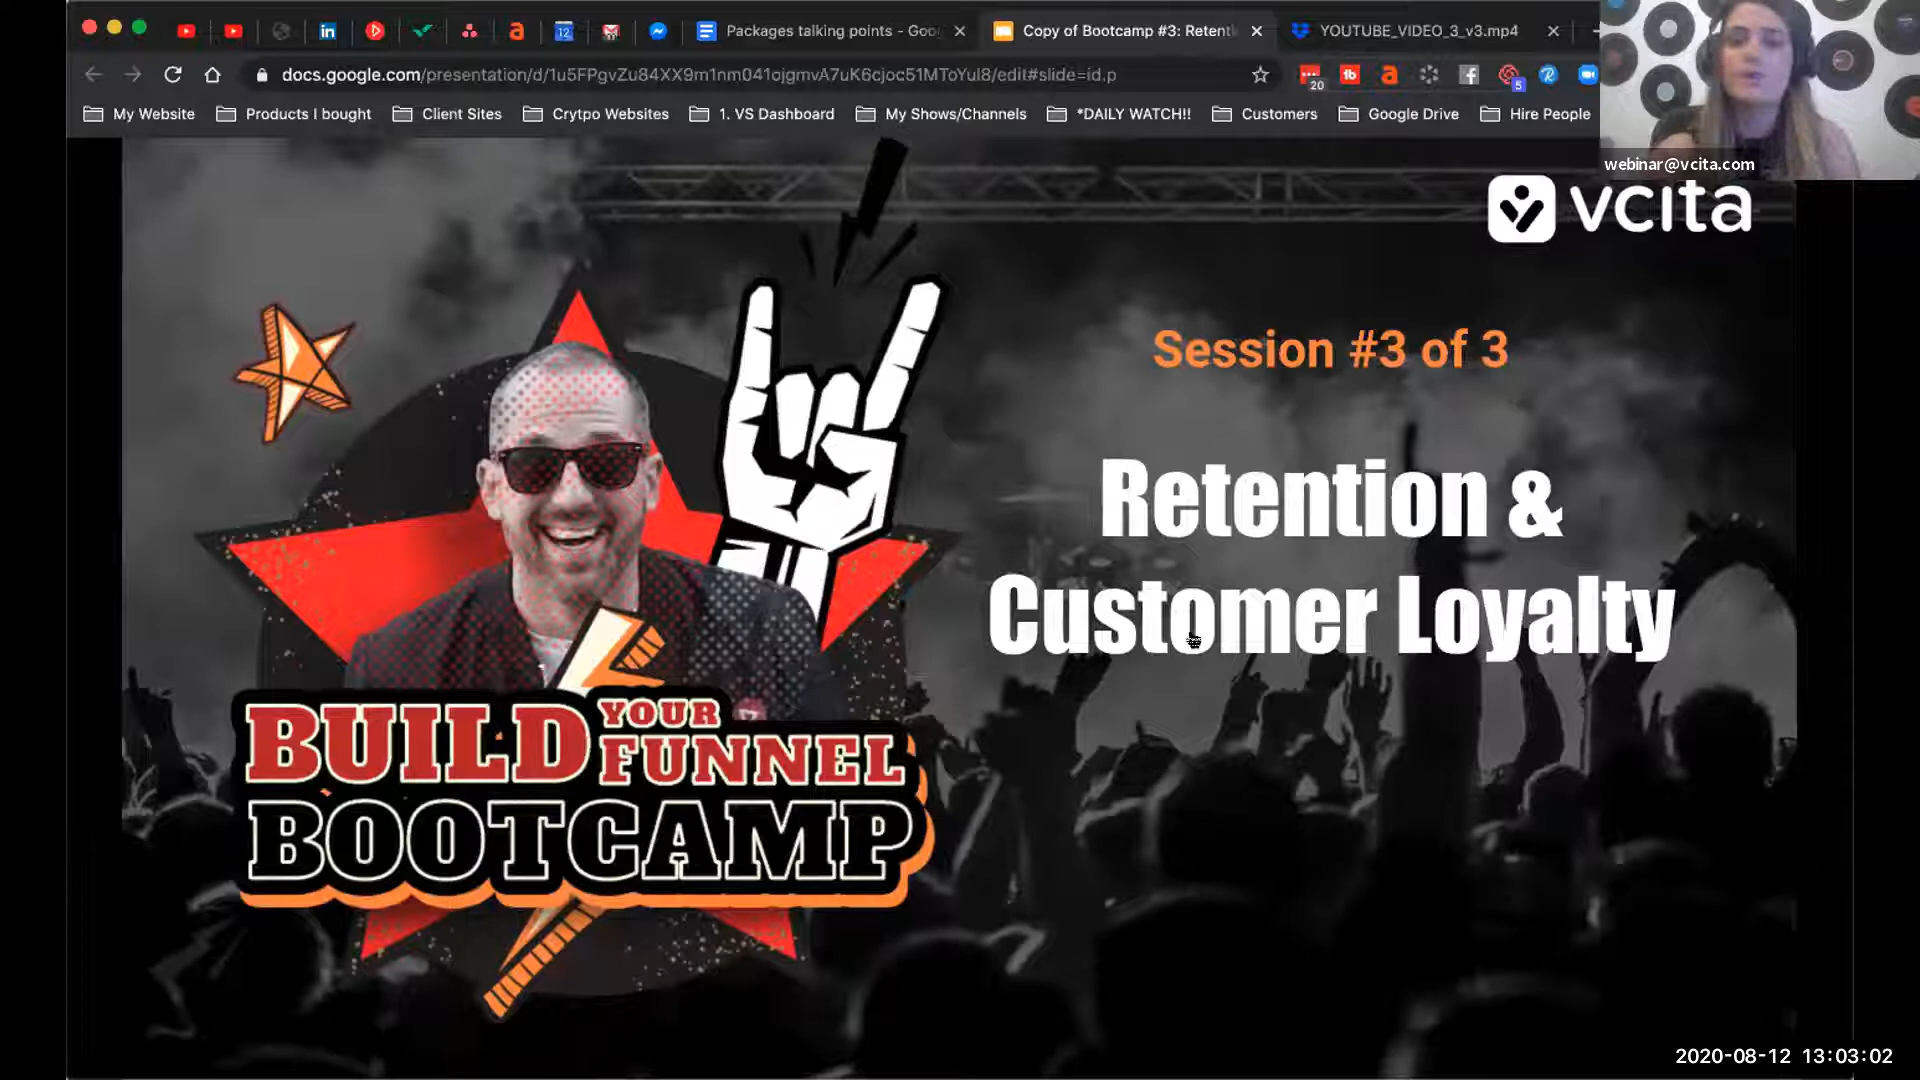 Packages talking points - Goo
Copy of Bootcamp #3: Retenti
YOUTUBE_VIDEO_3_v3.mp4
docs.google.com/presentation/d/1u5FPgvZu84XX9m1nm041ojgmvA7uK6cjoc51MToYuI8/edit#slide=id.p
20
5
My Website
Products I bought
Client Sites
Crytpo Websites
1. VS Dashboard
My Shows/Channels
*DAILY WATCH!!
Customers
Google Drive
Hire People
webinar@vcita.com
vcita
Session #3 of 3
Retention &
Customer Loyalty
BUILD YOUR
FUNNEL
BOOTCAMP
2020-08-12 13:03:02